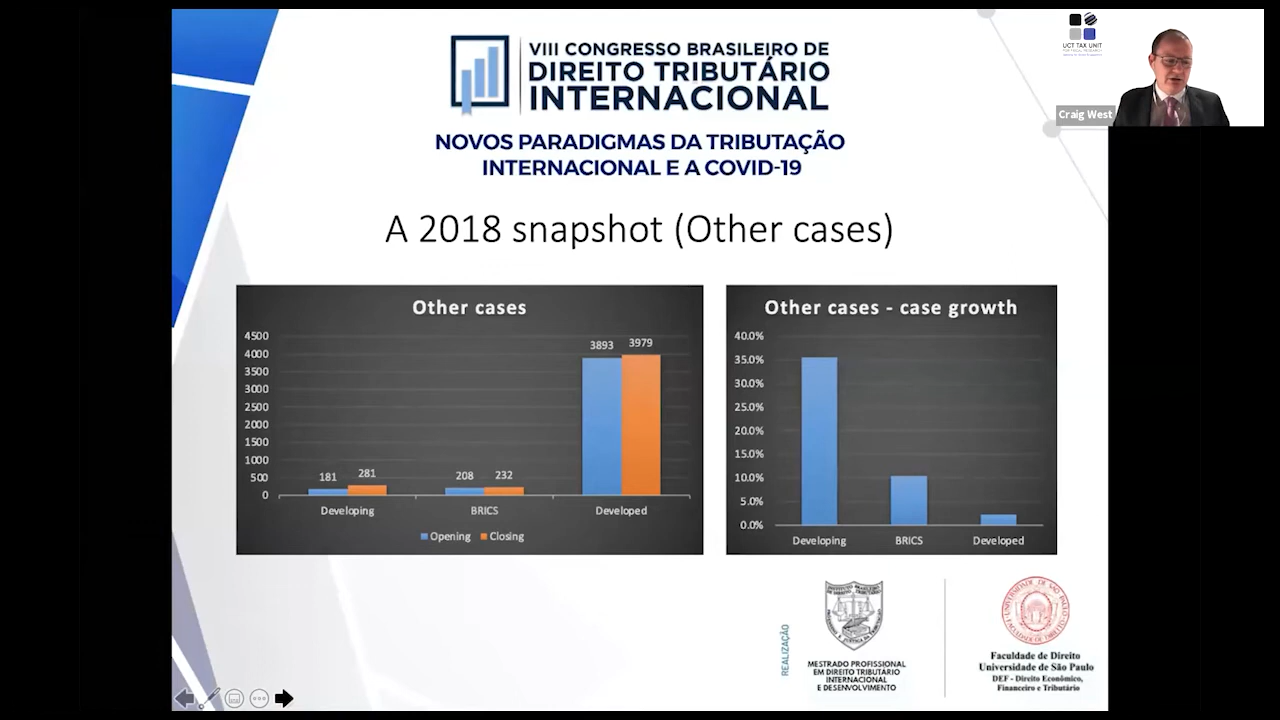 VIII CONGRESSO BRASILEIRO DE
DIREITO TRIBUTÁRIO
INTERNACIONAL
NOVOS PARADIGMAS DA TRIBUTAÇÃO
INTERNACIONAL E A COVID-19
UCT TAX UNIT
Craig West
A 2018 snapshot (Other cases)
Other cases
4500
4000
3500
3000
2500
2000
1500
1000
500
0
181
281
208
232
3893
3979
Developing
BRICS
Developed
Opening
Closing
Other cases - case growth
40.0%
35.0%
30.0%
25.0%
20.0%
15.0%
10.0%
5.0%
0.0%
Developing
BRICS
Developed
REALIZAÇÃO
MESTRADO PROFISSIONAL
EM DIREITO TRIBUTÁRIO
INTERNACIONAL
E DESENVOLVIMENTO
Faculdade de Direito
Universidade de São Paulo
DEF - Direito Econômico,
Financeiro e Tributário